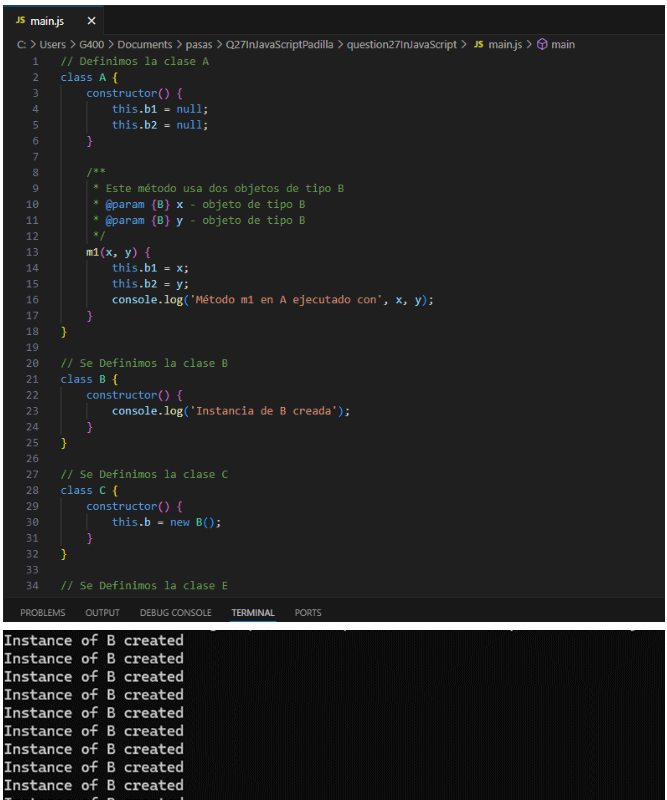 JS main.js ×
C: > Users > G400 > Documents > pasas > Q27InJavaScriptPadilla > question27InJavaScript > JS main.js > main
1 // Definimos la clase A
2 class A {
3 constructor() {
4 this.b1 = null;
5 this.b2 = null;
6 }
7
8 /**
9 * Este método usa dos objetos de tipo B
10 * @param {B} x - objeto de tipo B
11 * @param {B} y - objeto de tipo B
12 */
13 m1(x, y) {
14 this.b1 = x;
15 this.b2 = y;
16 console.log('Método m1 en A ejecutado con', x, y);
17 }
18 }
19
20 // Se Definimos la clase B
21 class B {
22 constructor() {
23 console.log('Instancia de B creada');
24 }
25 }
26
27 // Se Definimos la clase C
28 class C {
29 constructor() {
30 this.b = new B();
31 }
32 }
33
34 // Se Definimos la clase E
PROBLEMS OUTPUT DEBUG CONSOLE TERMINAL PORTS
Instance of B created
Instance of B created
Instance of B created
Instance of B created
Instance of B created
Instance of B created
Instance of B created
Instance of B created
Instance of B created